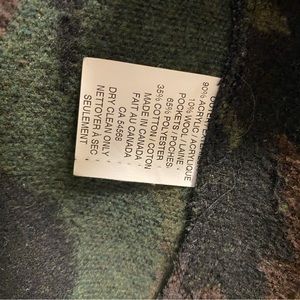 90% ACRYLIC / ACRYLIQUE
10% WOOL / LAINE
POCKETS / POCHES
65% POLYESTER
35% COTTON / COTON
MADE IN CANADA
FAIT AU CANADA
CA 54568
DRY CLEAN ONLY
NETTOYER À SEC
SEULEMENT